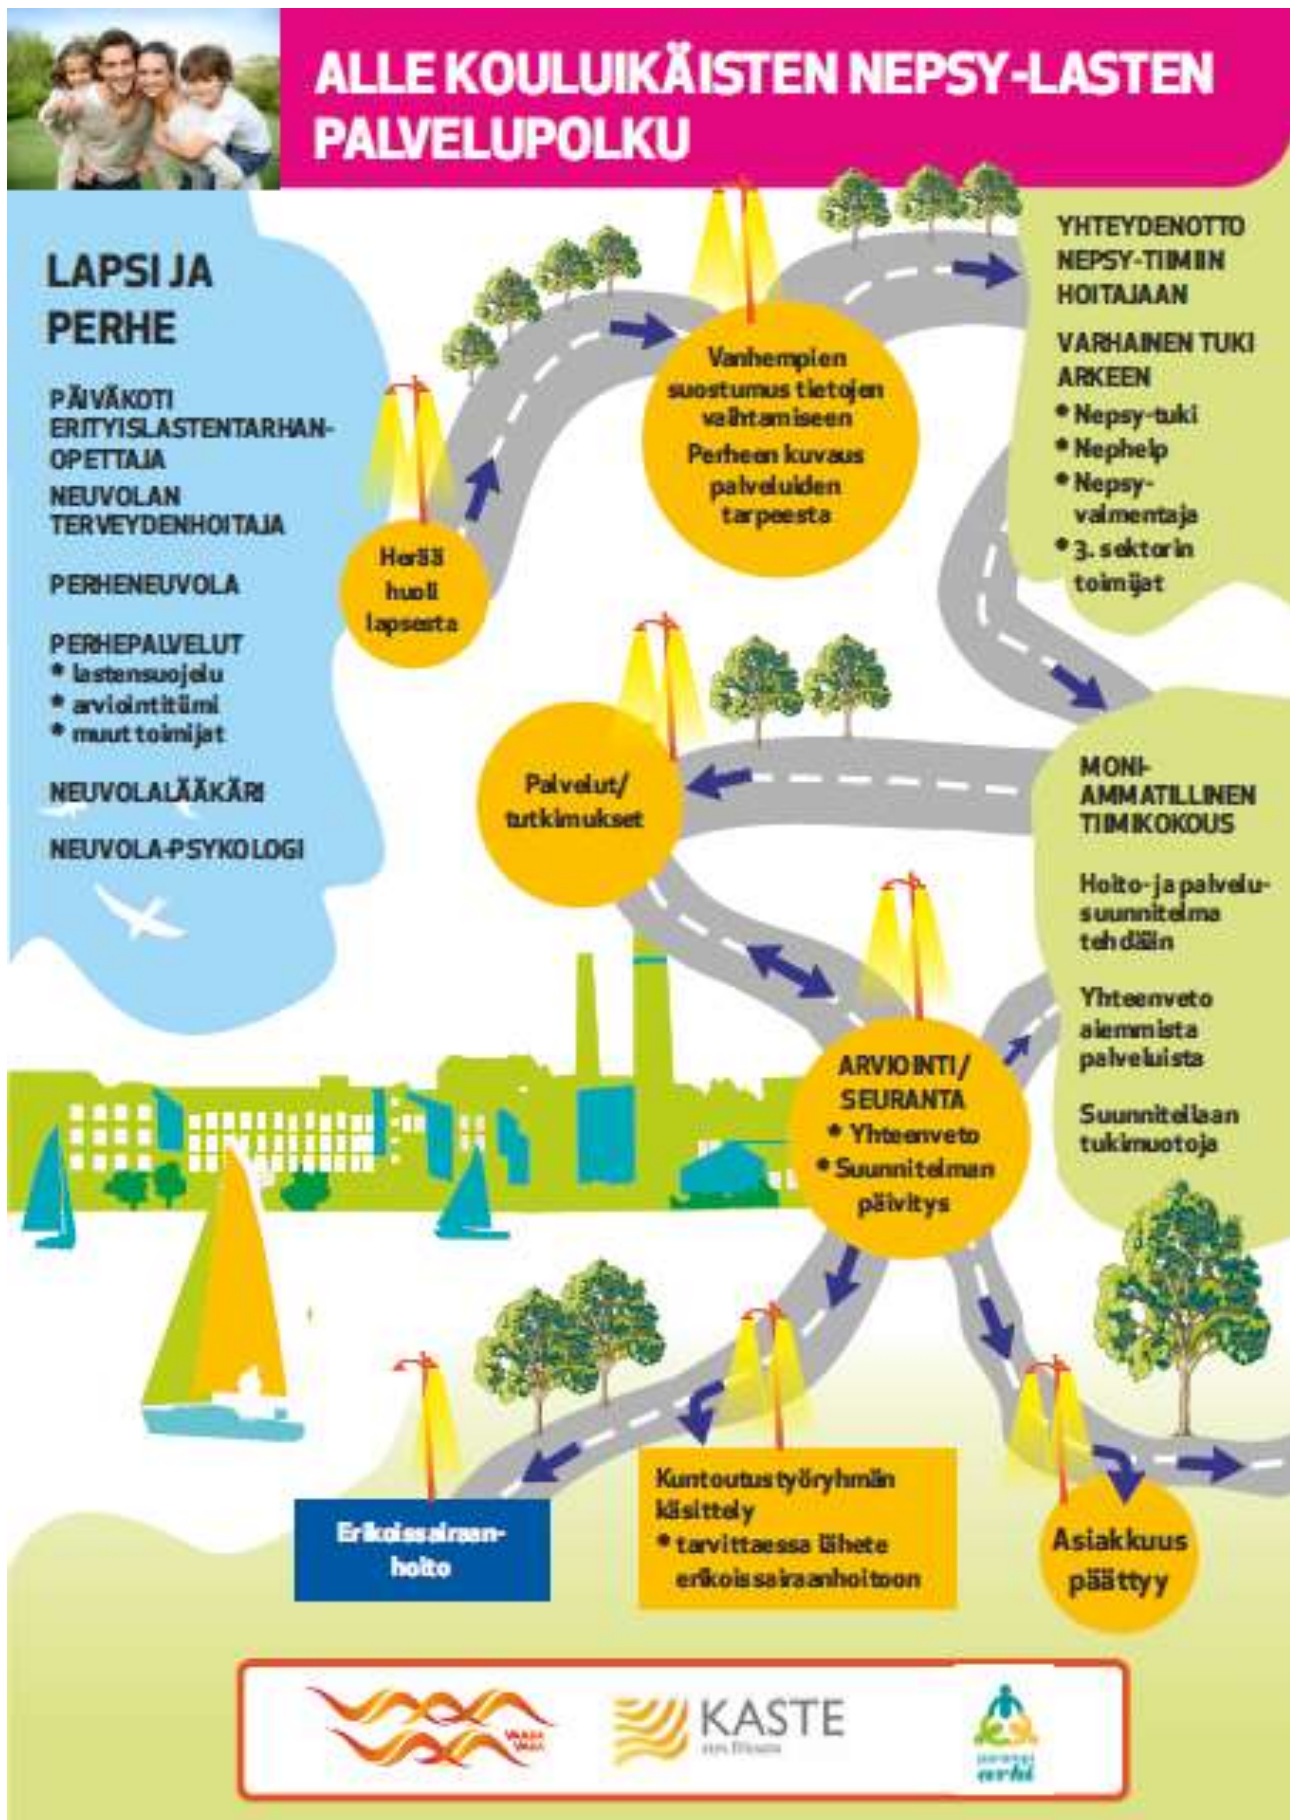 ALLE KOULUIKÄISTEN NEPSY-LASTEN
PALVELUPOLKU
LAPSI JA
PERHE
PÄIVÄKOTI
ERITYISLASTENTARHAN-
OPETTAJA
NEUVOLAN
TERVEYDENHOITAJA
PERHENEUVOLA
PERHEPALVELUT
* lastensuojelu
* arviointitiimi
* muut toimijat
NEUVOLALÄÄKÄRI
NEUVOLA-PSYKOLOGI
Herää
huoli
lapsesta
Vanhempien
suostumus tietojen
vaihtamiseen
Perheen kuvaus
palveluiden
tarpeesta
YHTEYDENOTTO
NEPSY-TIIMIIN
HOITAJAAN
VARHAINEN TUKI
ARKEEN
* Nepsy-tuki
* Nephelp
* Nepsy-
valmentaja
* 3. sektorin
toimijat
MONI-
AMMATILLINEN
TIIMIKOKOUS
Hoito- ja palvelu-
suunnitelma
tehdään
Yhteenveto
aiemmista
palveluista
Suunnitellaan
tukimuotoja
Palvelut/
tutkimukset
ARVIOINTI/
SEURANTA
* Yhteenveto
* Suunnitelman
päivitys
Erikoissairaan-
hoito
Kuntoutustyöryhmän
käsittely
* tarvittaessa lähete
erikoissairaanhoitoon
Asiakkuus
päättyy
VAASA
VASA
KASTE
arki